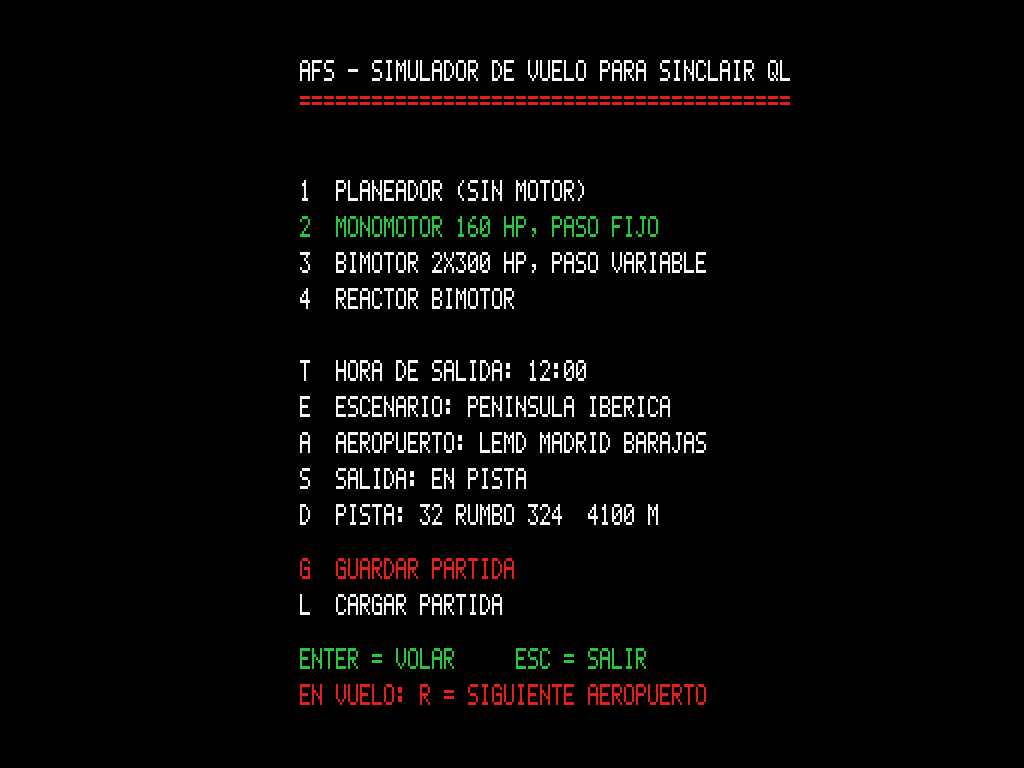 AFS - SIMULADOR DE VUELO PARA SINCLAIR QL
=========================================
1 PLANEADOR (SIN MOTOR)
2 MONOMOTOR 160 HP, PASO FIJO
3 BIMOTOR 2X300 HP, PASO VARIABLE
4 REACTOR BIMOTOR
T HORA DE SALIDA: 12:00
E ESCENARIO: PENINSULA IBERICA
A AEROPUERTO: LEMD MADRID BARAJAS
S SALIDA: EN PISTA
D PISTA: 32 RUMBO 324  4100 M
G GUARDAR PARTIDA
L CARGAR PARTIDA
ENTER = VOLAR     ESC = SALIR
EN VUELO: R = SIGUIENTE AEROPUERTO